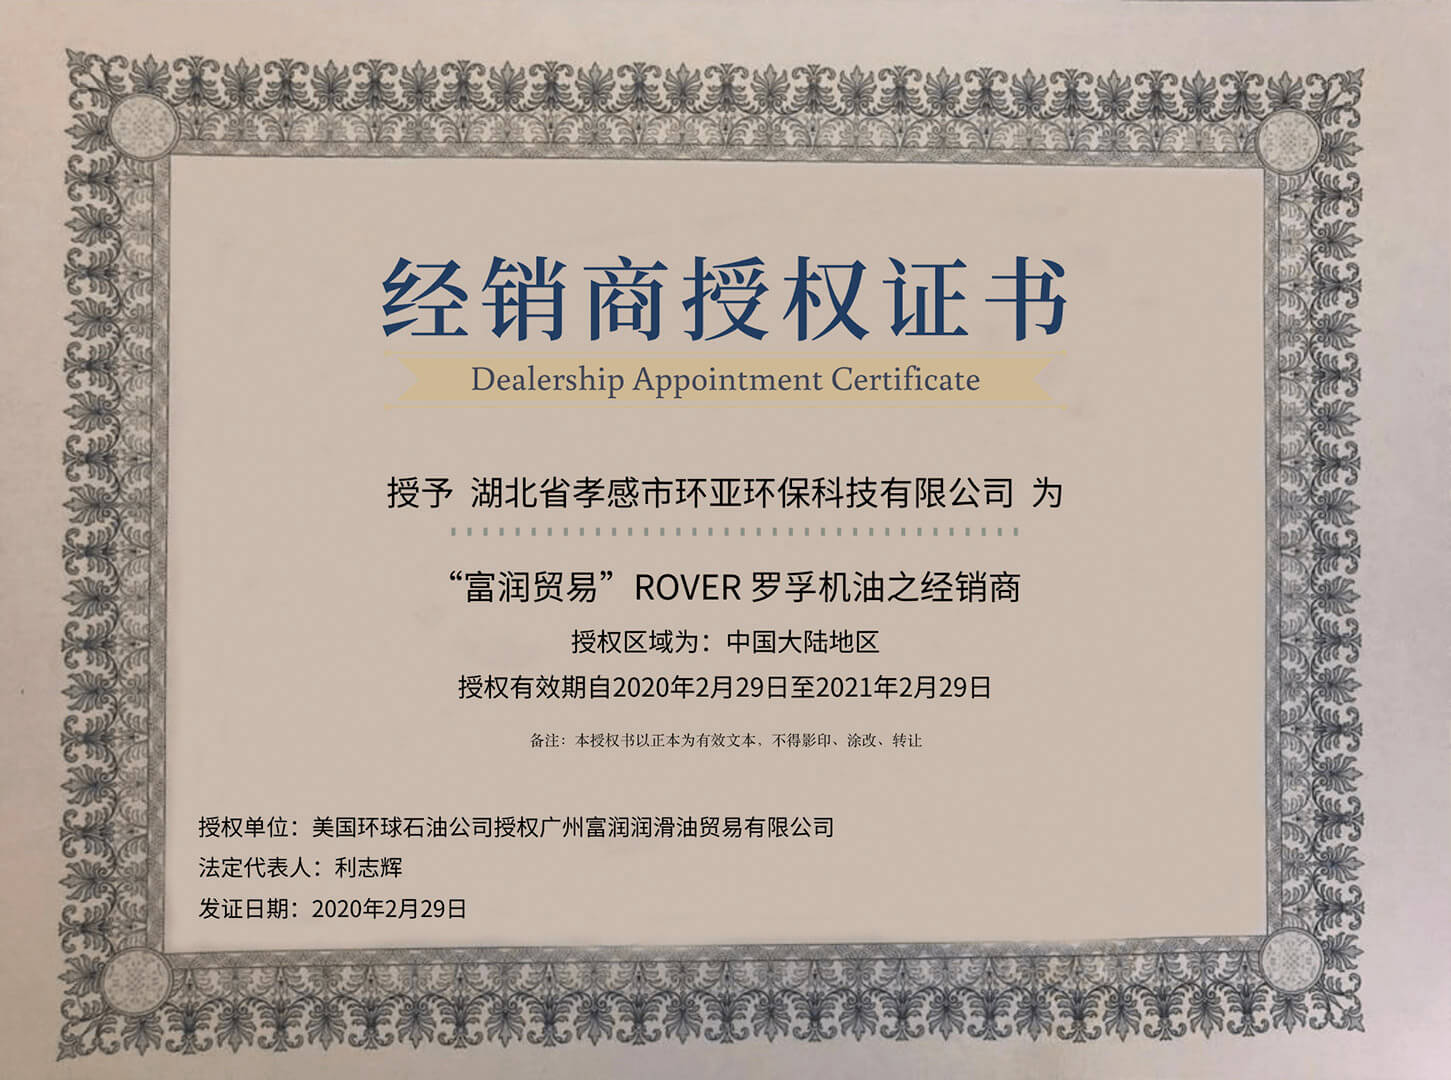 经销商授权证书
Dealership Appointment Certificate
授予 湖北省孝感市环亚环保科技有限公司 为
“富润贸易”ROVER 罗孚机油之经销商
授权区域为：中国大陆地区
授权有效期自2020年2月29日至2021年2月29日
备注：本授权书以正本为有效文本，不得影印、涂改、转让
授权单位：美国环球石油公司授权广州富润润滑油贸易有限公司
法定代表人：利志辉
发证日期：2020年2月29日